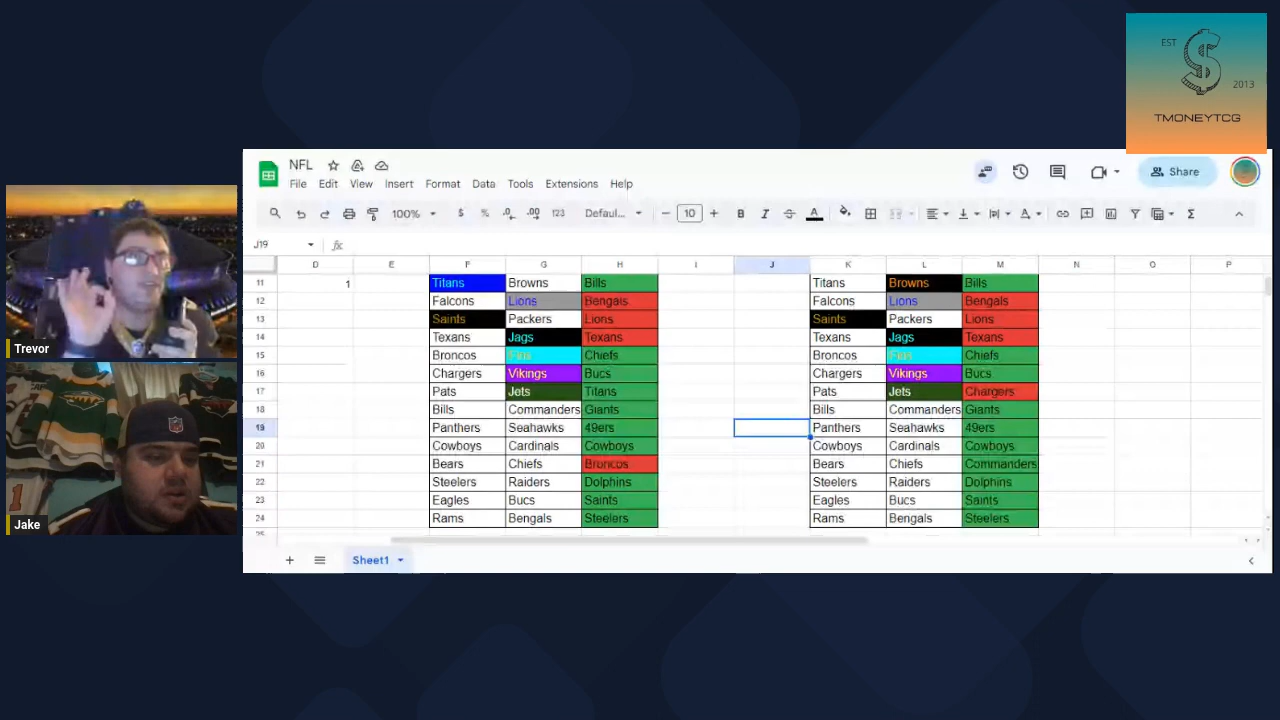 EST
2013
TMONEYTCG
NFL
File Edit View Insert Format Data Tools Extensions Help
Share
100% $ % .0 .00 123 Defaul... 10 B I A
J19 fx
D E F G H I J K L M N O P
11 1 Titans Browns Bills Titans Browns Bills
12 Falcons Lions Bengals Falcons Lions Bengals
13 Saints Packers Lions Saints Packers Lions
14 Texans Jags Texans Texans Jags Texans
15 Broncos Fins Chiefs Broncos Fins Chiefs
16 Chargers Vikings Bucs Chargers Vikings Bucs
17 Pats Jets Titans Pats Jets Chargers
18 Bills Commanders Giants Bills Commanders Giants
19 Panthers Seahawks 49ers Panthers Seahawks 49ers
20 Cowboys Cardinals Cowboys Cowboys Cardinals Cowboys
21 Bears Chiefs Broncos Bears Chiefs Commanders
22 Steelers Raiders Dolphins Steelers Raiders Dolphins
23 Eagles Bucs Saints Eagles Bucs Saints
24 Rams Bengals Steelers Rams Bengals Steelers
Sheet1
Trevor
Jake